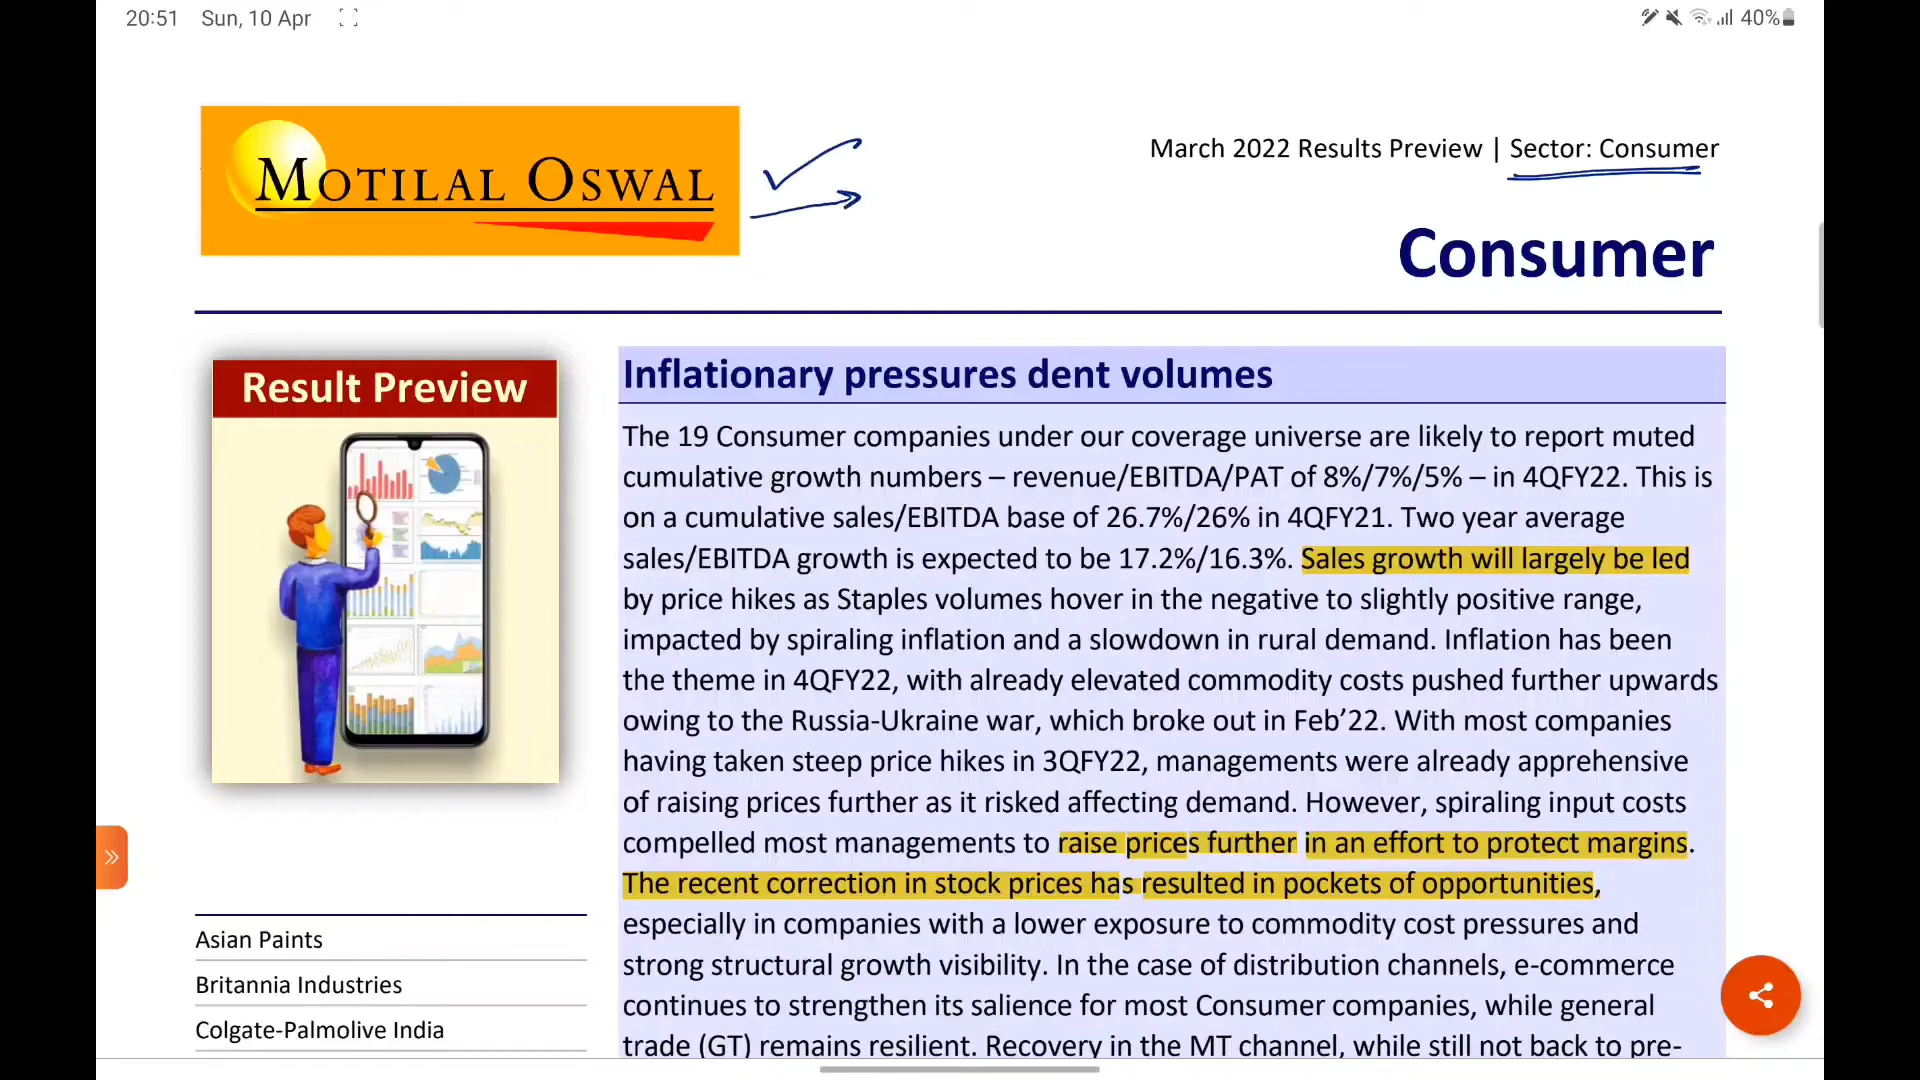 20:51 Sun, 10 Apr
40%
MOTILAL OSWAL
March 2022 Results Preview | Sector: Consumer
Consumer
Result Preview
Inflationary pressures dent volumes
The 19 Consumer companies under our coverage universe are likely to report muted
cumulative growth numbers – revenue/EBITDA/PAT of 8%/7%/5% – in 4QFY22. This is
on a cumulative sales/EBITDA base of 26.7%/26% in 4QFY21. Two year average
sales/EBITDA growth is expected to be 17.2%/16.3%. Sales growth will largely be led
by price hikes as Staples volumes hover in the negative to slightly positive range,
impacted by spiraling inflation and a slowdown in rural demand. Inflation has been
the theme in 4QFY22, with already elevated commodity costs pushed further upwards
owing to the Russia-Ukraine war, which broke out in Feb’22. With most companies
having taken steep price hikes in 3QFY22, managements were already apprehensive
of raising prices further as it risked affecting demand. However, spiraling input costs
compelled most managements to raise prices further in an effort to protect margins.
The recent correction in stock prices has resulted in pockets of opportunities,
especially in companies with a lower exposure to commodity cost pressures and
strong structural growth visibility. In the case of distribution channels, e-commerce
continues to strengthen its salience for most Consumer companies, while general
trade (GT) remains resilient. Recovery in the MT channel, while still not back to pre-
Asian Paints
Britannia Industries
Colgate-Palmolive India